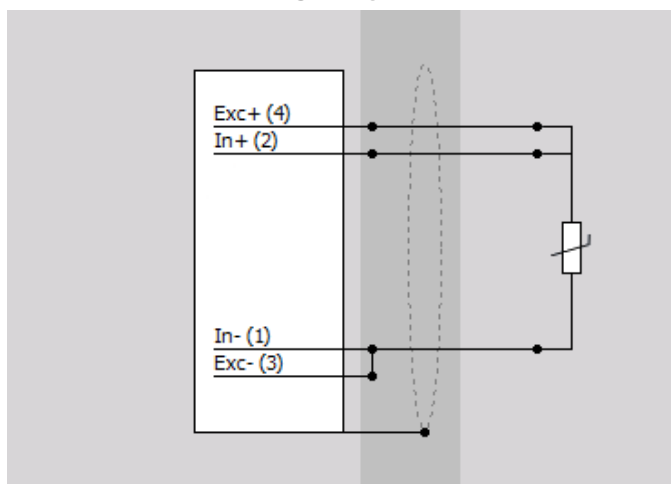 Exc+ (4)
In+ (2)
In- (1)
Exc- (3)